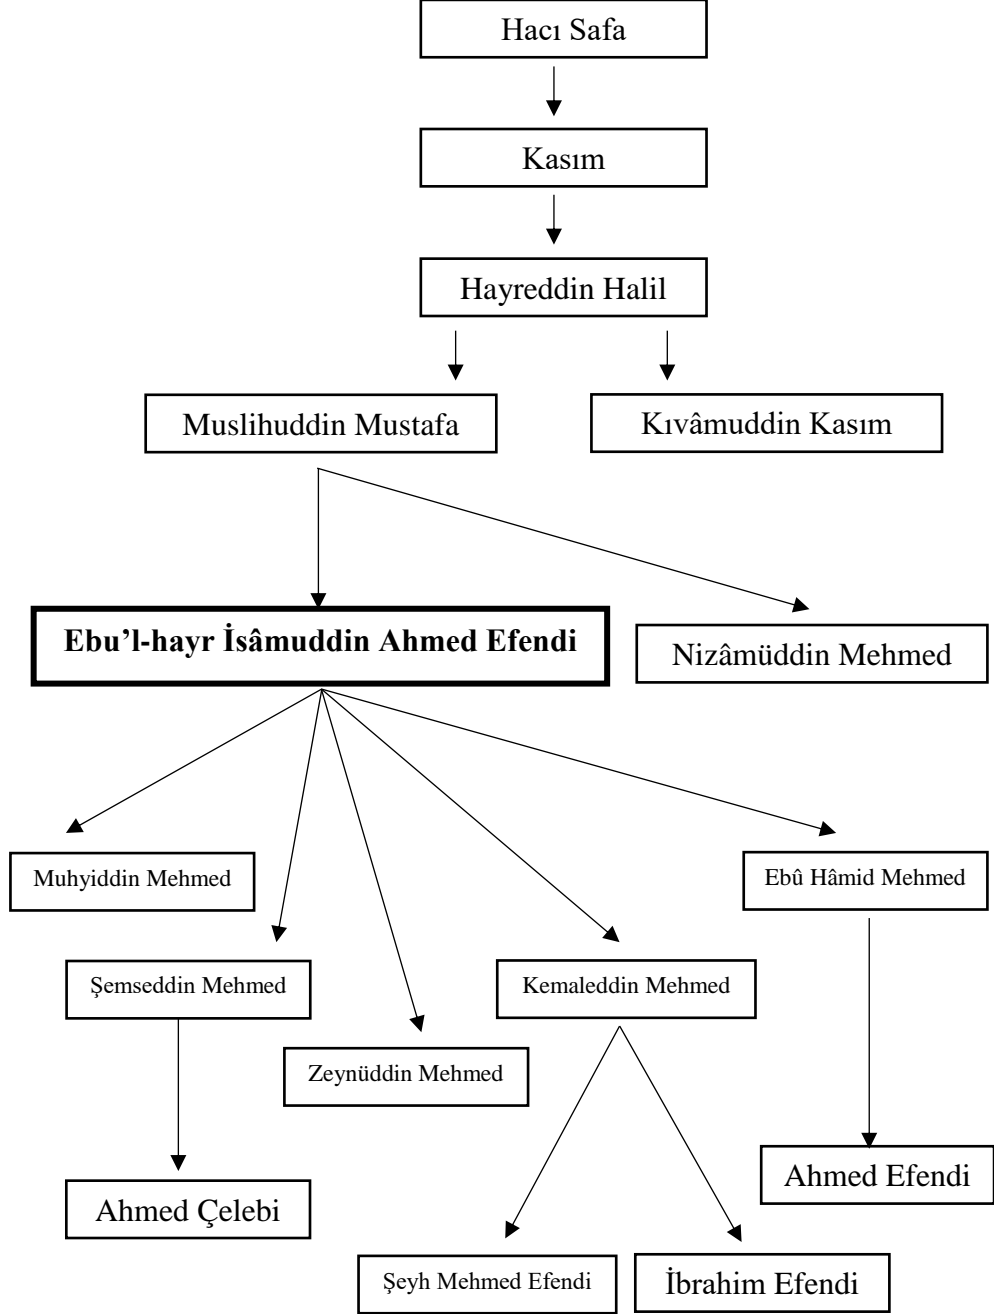 Hacı Safa
Kasım
Hayreddin Halil
Muslihuddin Mustafa
Kıvâmuddin Kasım
Ebu’l-hayr İsâmuddin Ahmed Efendi
Nizâmüddin Mehmed
Muhyiddin Mehmed
Ebû Hâmid Mehmed
Şemseddin Mehmed
Kemaleddin Mehmed
Zeynüddin Mehmed
Ahmed Efendi
Ahmed Çelebi
Şeyh Mehmed Efendi
İbrahim Efendi